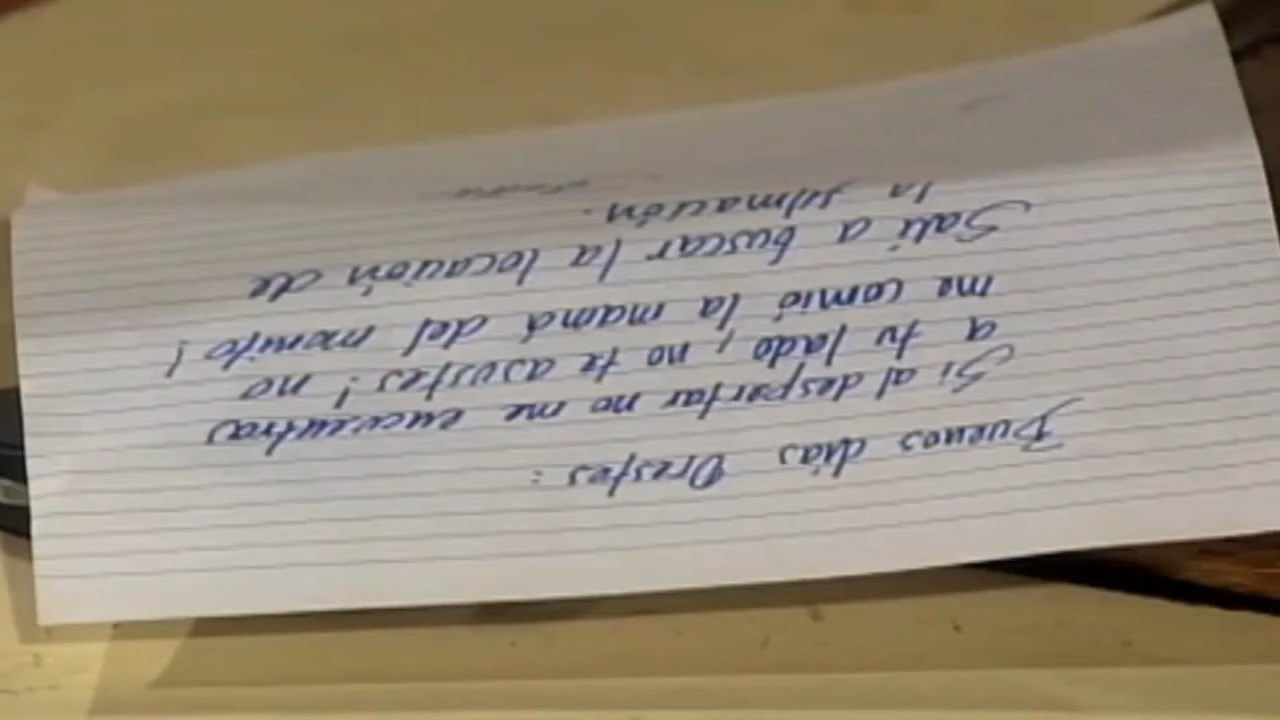 Buenos días Orestes :
Si al despertar no me encuentras
a tu lado, no te asustes! no
me comió la mamá del monito!
Sali a buscar la locación de
la filmación.